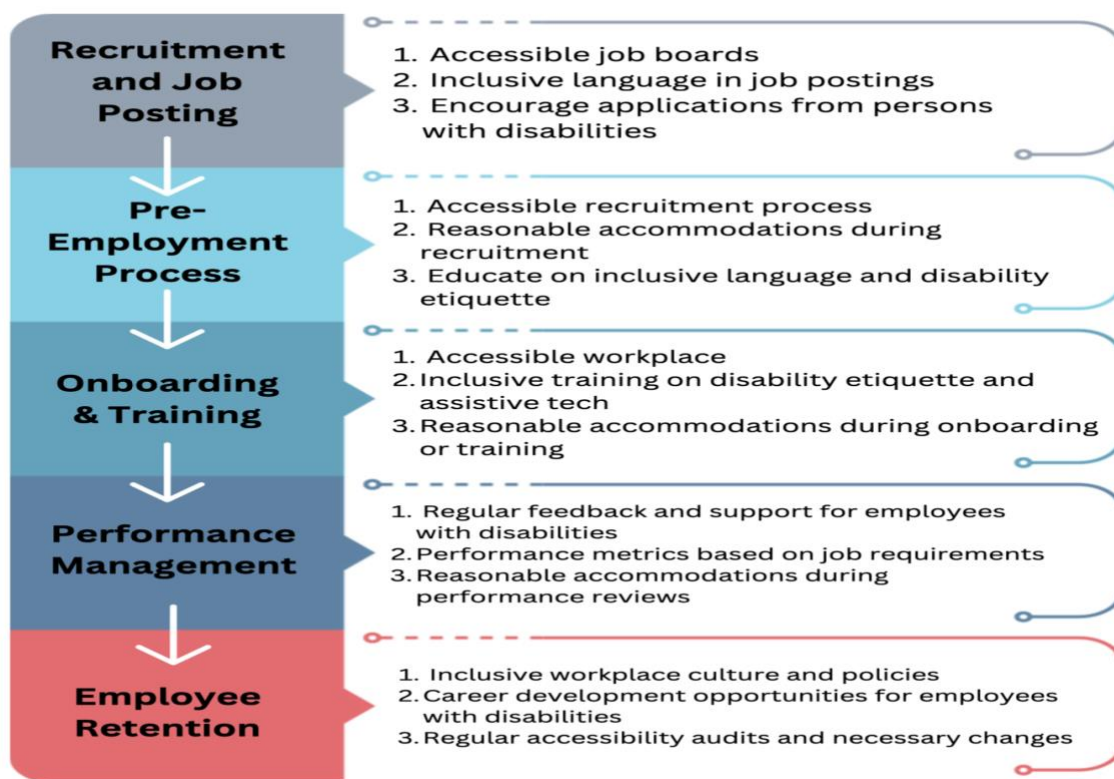 Recruitment
and Job
Posting
1. Accessible job boards
2. Inclusive language in job postings
3. Encourage applications from persons
with disabilities
Pre-
Employment
Process
1. Accessible recruitment process
2. Reasonable accommodations during
recruitment
3. Educate on inclusive language and disability
etiquette
Onboarding
& Training
1. Accessible workplace
2. Inclusive training on disability etiquette and
assistive tech
3. Reasonable accommodations during onboarding
or training
Performance
Management
1. Regular feedback and support for employees
with disabilities
2. Performance metrics based on job requirements
3. Reasonable accommodations during
performance reviews
Employee
Retention
1. Inclusive workplace culture and policies
2. Career development opportunities for employees
with disabilities
3. Regular accessibility audits and necessary changes